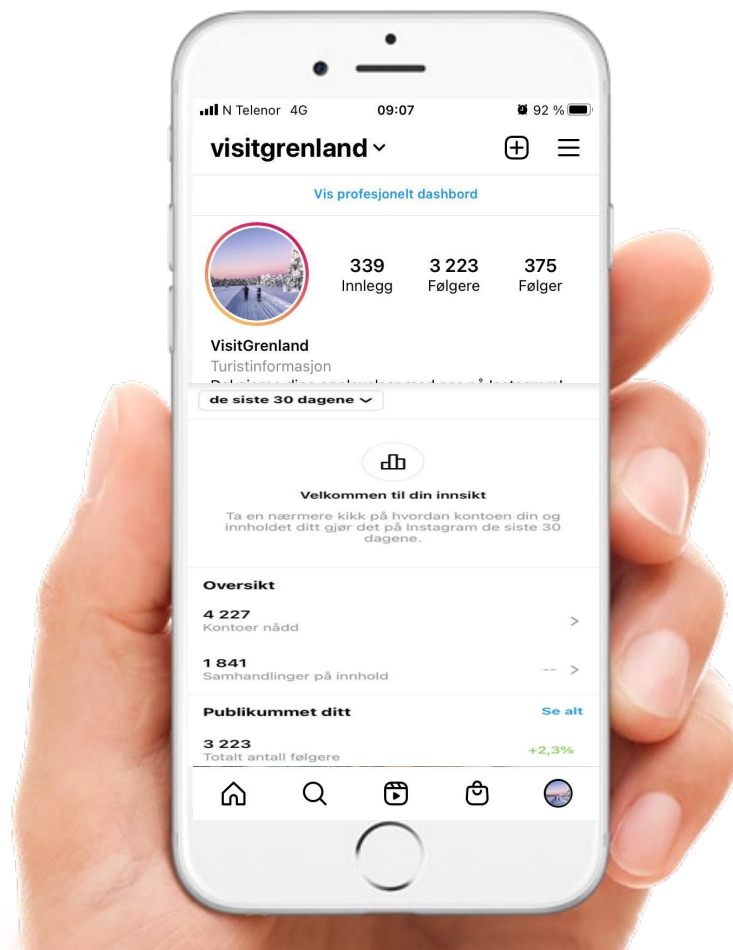 N Telenor 4G 09:07 92 %
visitgrenland
Vis profesjonelt dashbord
339 3 223 375
Innlegg Følgere Følger
VisitGrenland
Turistinformasjon
de siste 30 dagene
Velkommen til din innsikt
Ta en nærmere kikk på hvordan kontoen din og
innholdet ditt gjør det på Instagram de siste 30
dagene.
Oversikt
4 227
Kontoer nådd
1 841
Samhandlinger på innhold --
Publikummet ditt Se alt
3 223
Totalt antall følgere +2,3%